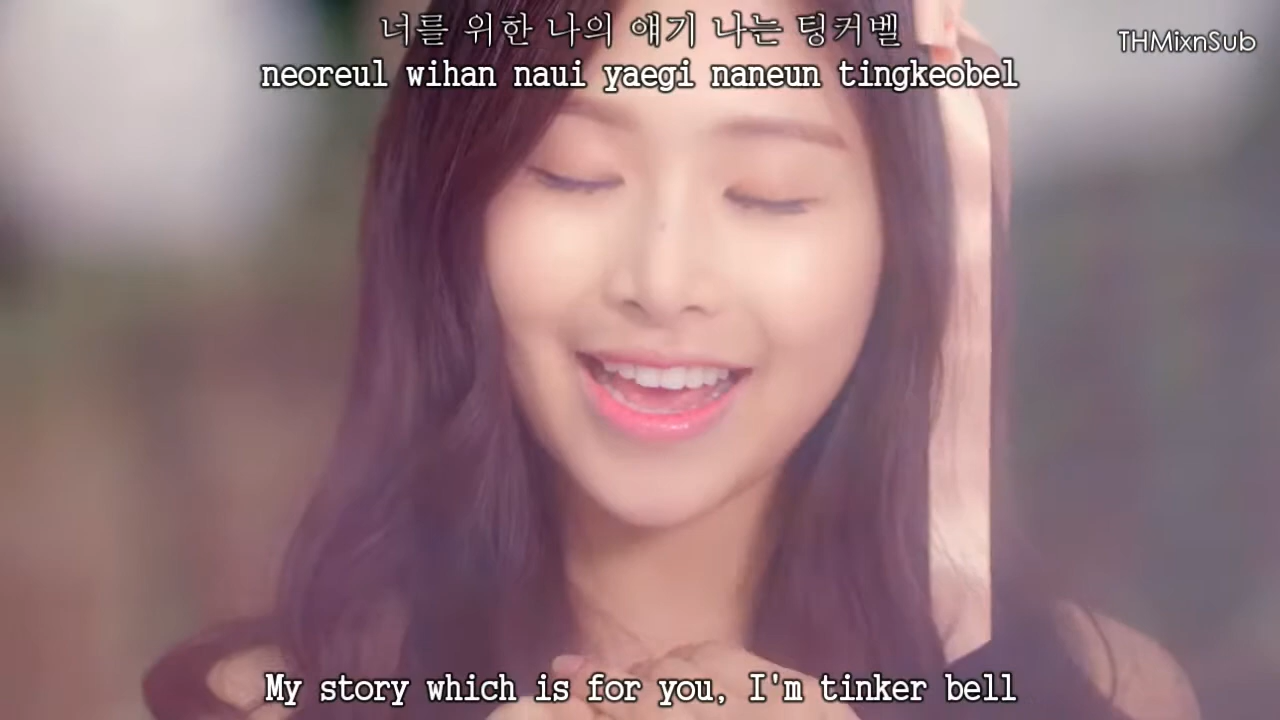 너를 위한 나의 얘기 나는 팅커벨
THMixnSub
neoreul wihan naui yaegi naneun tingkeobel
My story which is for you, I'm tinker bell